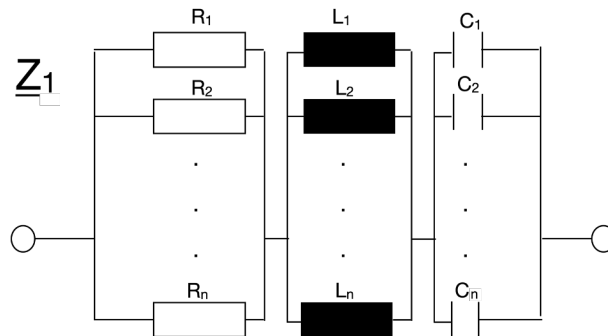 R₁ L₁ C₁
Z₁
R₂ L₂ C₂
Rₙ Lₙ Cₙ